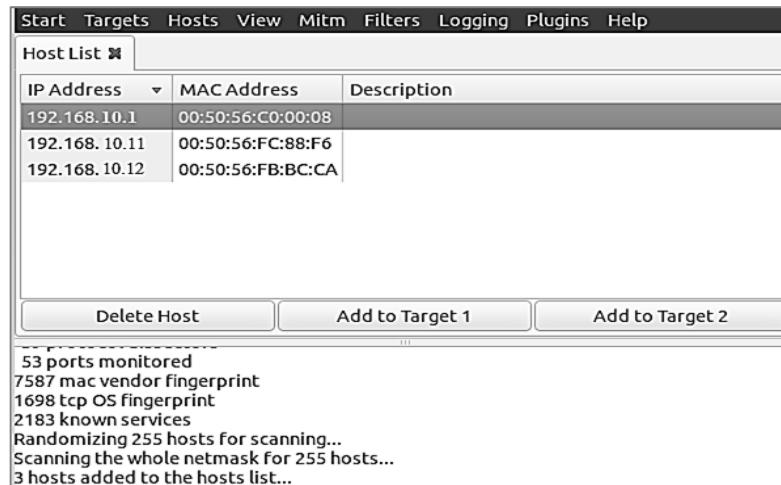 Start Targets Hosts View Mitm Filters Logging Plugins Help
Host List ✖
IP Address ▼ MAC Address Description
192.168.10.1 00:50:56:C0:00:08
192.168. 10.11 00:50:56:FC:88:F6
192.168. 10.12 00:50:56:FB:BC:CA
Delete Host Add to Target 1 Add to Target 2
53 ports monitored
7587 mac vendor fingerprint
1698 tcp OS fingerprint
2183 known services
Randomizing 255 hosts for scanning...
Scanning the whole netmask for 255 hosts...
3 hosts added to the hosts list...